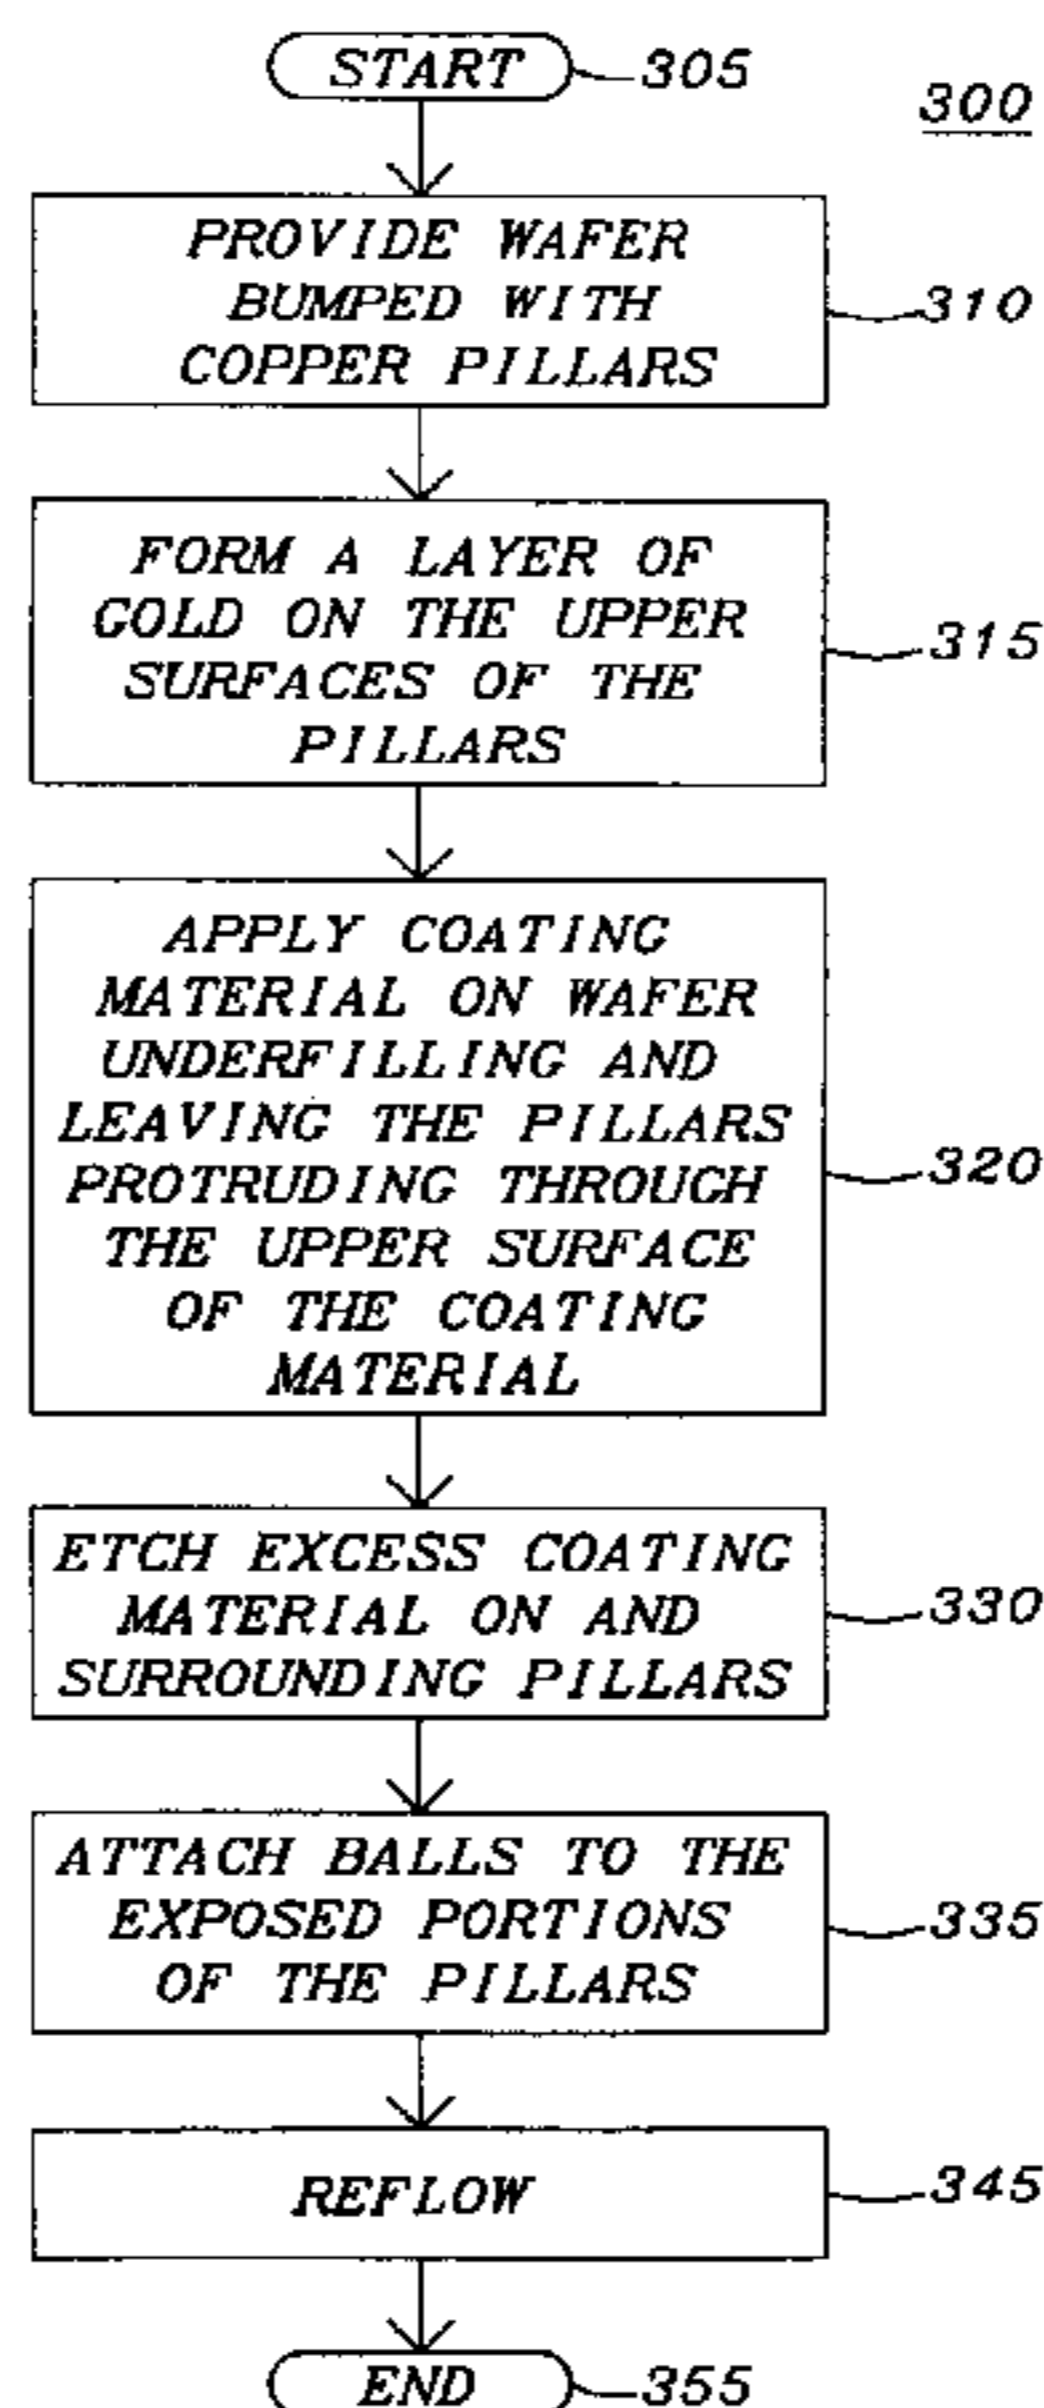 START 305
300
PROVIDE WAFER
BUMPED WITH
COPPER PILLARS
310
FORM A LAYER OF
GOLD ON THE UPPER
SURFACES OF THE
PILLARS
315
APPLY COATING
MATERIAL ON WAFER
UNDERFILLING AND
LEAVING THE PILLARS
PROTRUDING THROUGH
THE UPPER SURFACE
OF THE COATING
MATERIAL
320
ETCH EXCESS COATING
MATERIAL ON AND
SURROUNDING PILLARS
330
ATTACH BALLS TO THE
EXPOSED PORTIONS
OF THE PILLARS
335
REFLOW 345
END 355